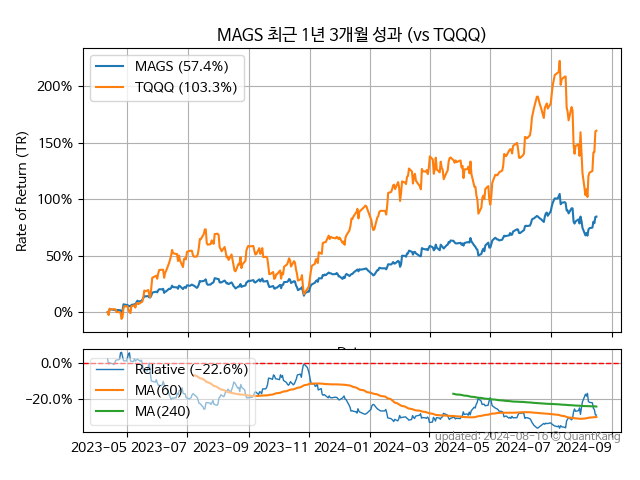 MAGS 최근 1년 3개월 성과 (vs TQQQ)
MAGS (57.4%)
TQQQ (103.3%)
Rate of Return (TR)
200%
150%
100%
50%
0%
0.0%
−20.0%
Relative (−22.6%)
MA(60)
MA(240)
updated: 2024-08-16 © QuantKang
2023−05 2023−07 2023−09 2023−11 2024−01 2024−03 2024−05 2024−07 2024−09